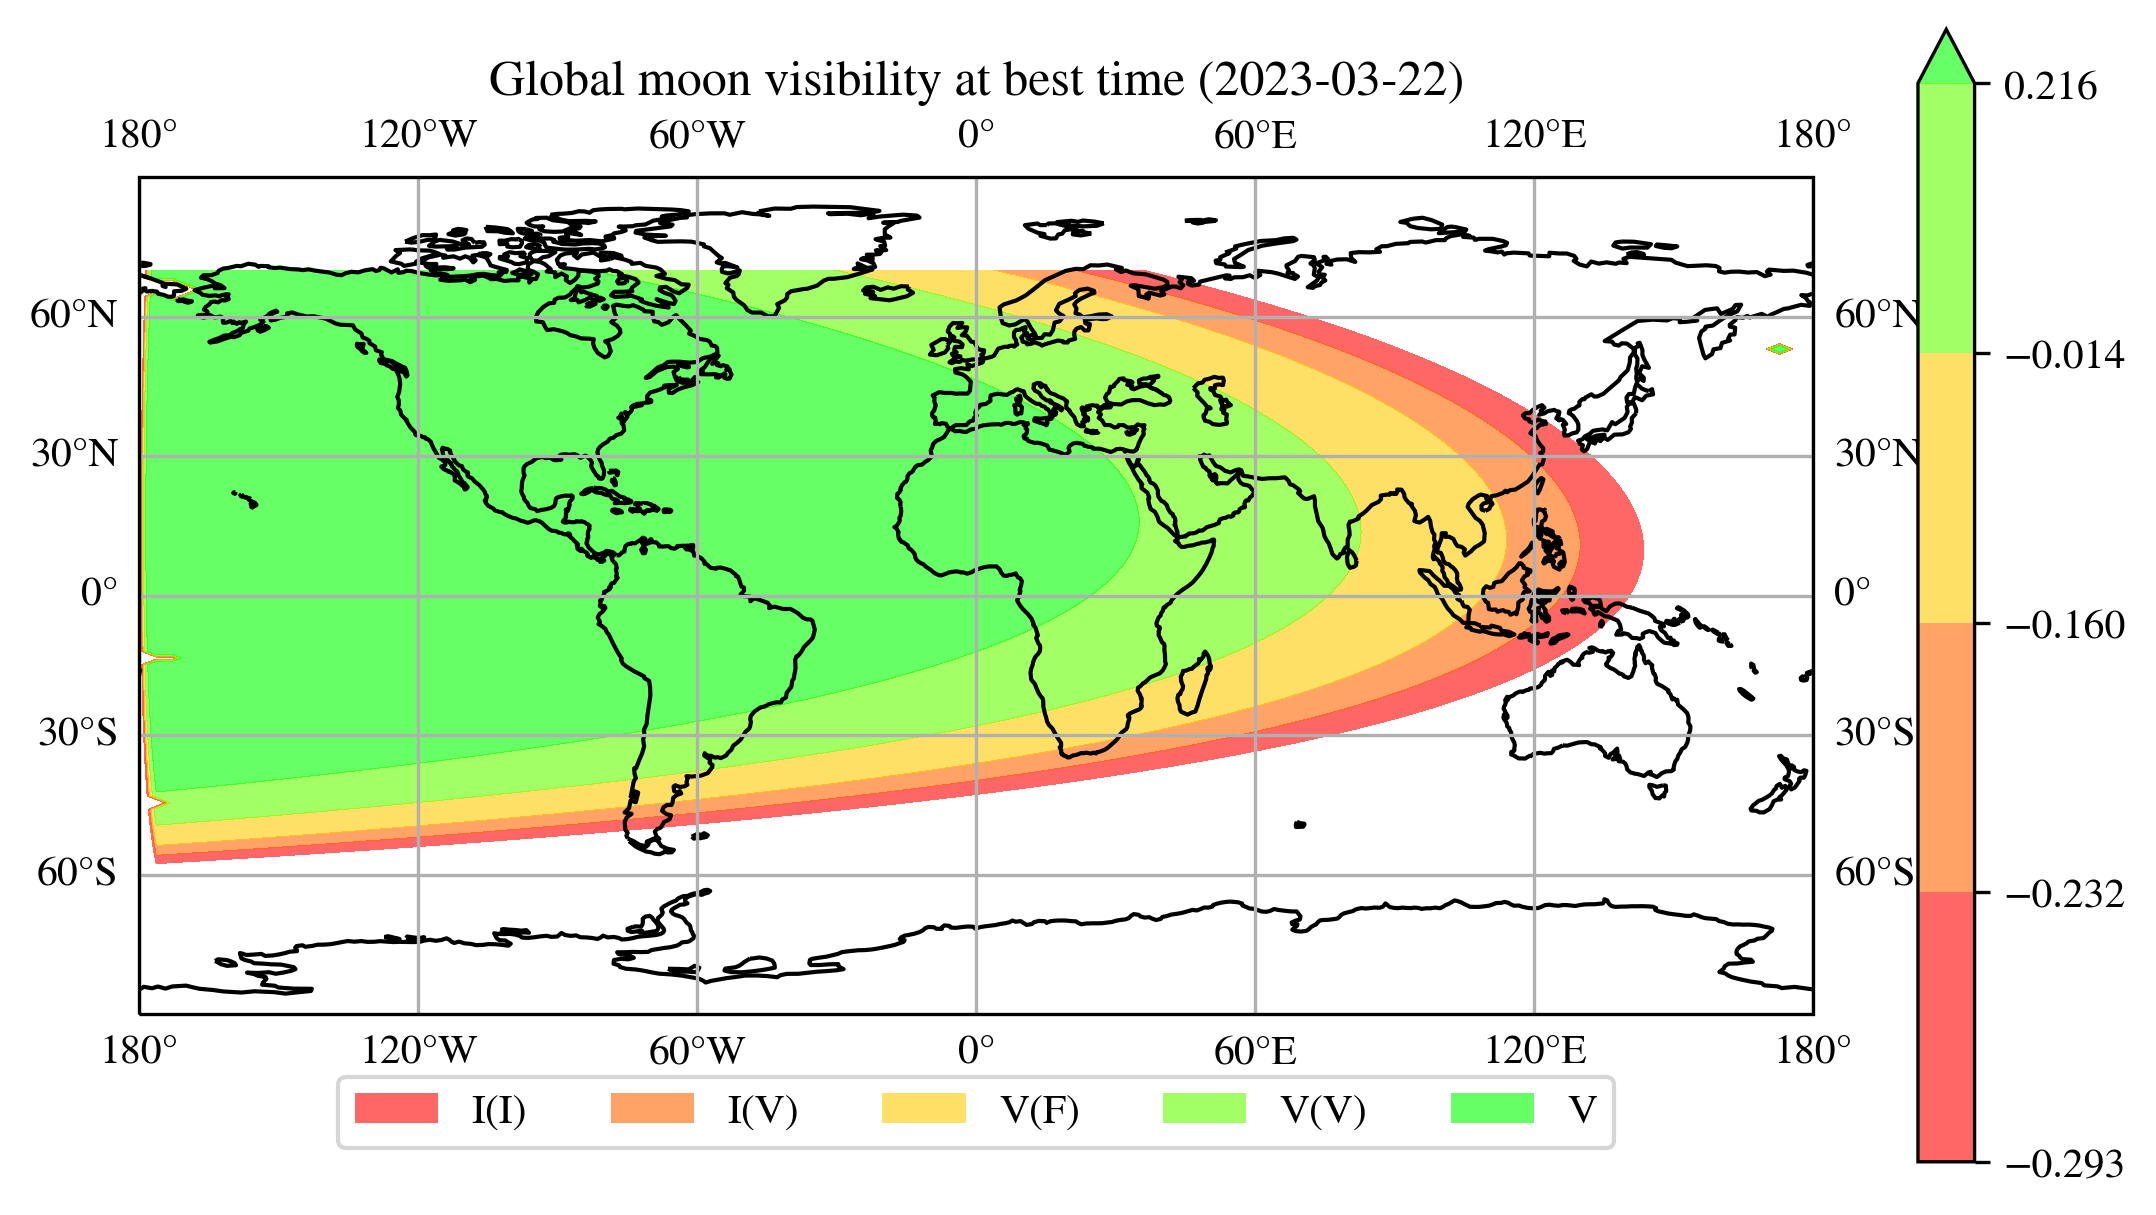 Global moon visibility at best time (2023-03-22)
180° 120°W 60°W 0° 60°E 120°E 180°
60°N 60°N
30°N 30°N
0° 0°
30°S 30°S
60°S 60°S
180° 120°W 60°W 0° 60°E 120°E 180°
I(I) I(V) V(F) V(V) V
0.216
−0.014
−0.160
−0.232
−0.293